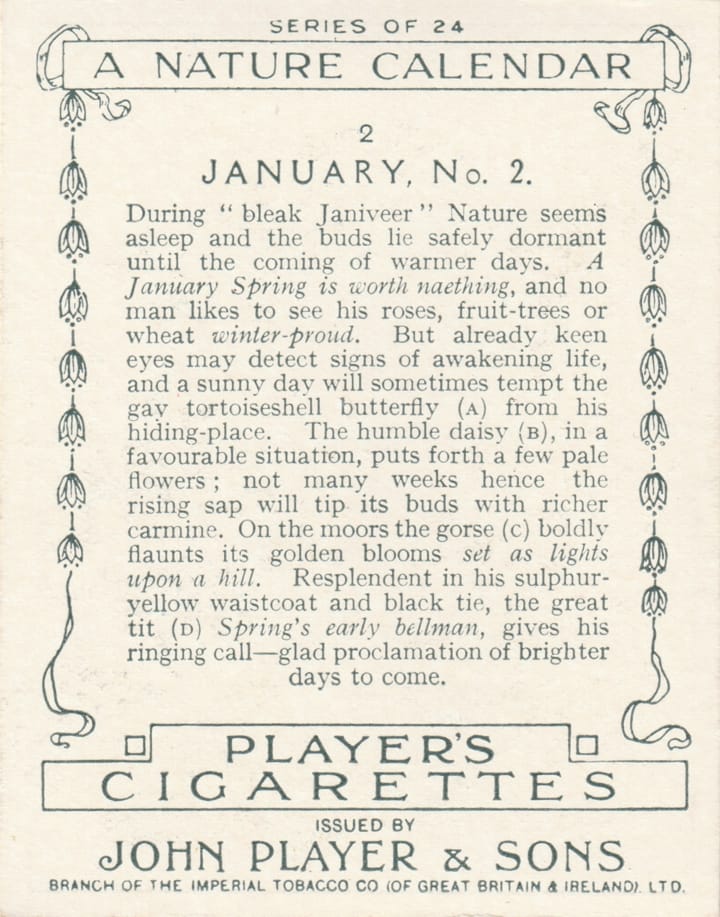 SERIES OF 24
A NATURE CALENDAR
2
JANUARY, No. 2.
During "bleak Janiveer" Nature seems
asleep and the buds lie safely dormant
until the coming of warmer days. A
January Spring is worth naething, and no
man likes to see his roses, fruit-trees or
wheat winter-proud. But already keen
eyes may detect signs of awakening life,
and a sunny day will sometimes tempt the
gay tortoiseshell butterfly (A) from his
hiding-place. The humble daisy (B), in a
favourable situation, puts forth a few pale
flowers; not many weeks hence the
rising sap will tip its buds with richer
carmine. On the moors the gorse (C) boldly
flaunts its golden blooms set as lights
upon a hill. Resplendent in his sulphur-
yellow waistcoat and black tie, the great
tit (D) Spring's early bellman, gives his
ringing call—glad proclamation of brighter
days to come.
PLAYER'S
CIGARETTES
ISSUED BY
JOHN PLAYER & SONS
BRANCH OF THE IMPERIAL TOBACCO CO (OF GREAT BRITAIN & IRELAND). LTD.